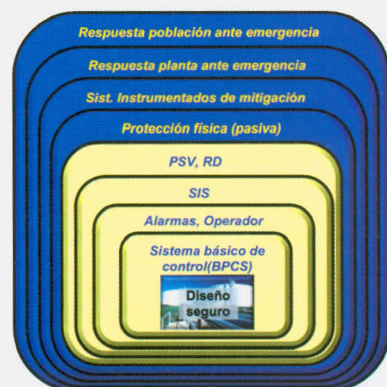 Respuesta población ante emergencia
Respuesta planta ante emergencia
Sist. Instrumentados de mitigación
Protección física (pasiva)
PSV, RD
SIS
Alarmas, Operador
Sistema básico de
control(BPCS)
Diseño
seguro